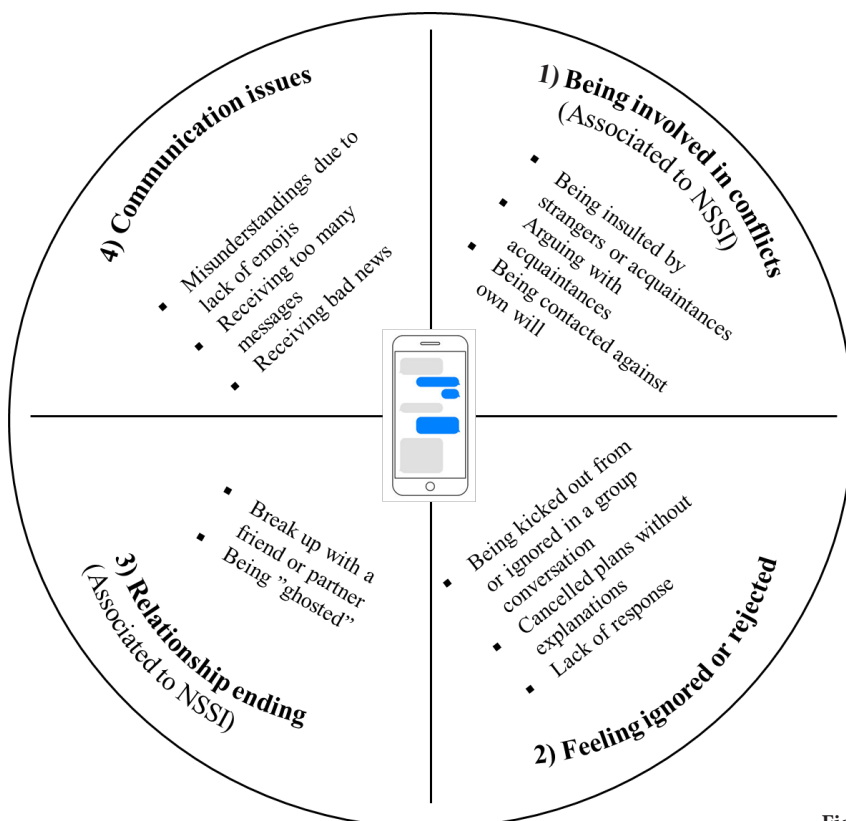 1) Being involved in conflicts
(Associated to NSSI)
▪ Being insulted by
strangers or acquaintances
▪ Arguing with
acquaintances
▪ Being contacted against
own will
▪ Being kicked out from
or ignored in a group
conversation
▪ Cancelled plans without
explanations
▪ Lack of response
2) Feeling ignored or rejected
▪ Break up with a
friend or partner
▪ Being ”ghosted”
3) Relationship ending
(Associated to NSSI)
4) Communication issues
▪ Misunderstandings due to
lack of emojis
▪ Receiving too many
messages
▪ Receiving bad news